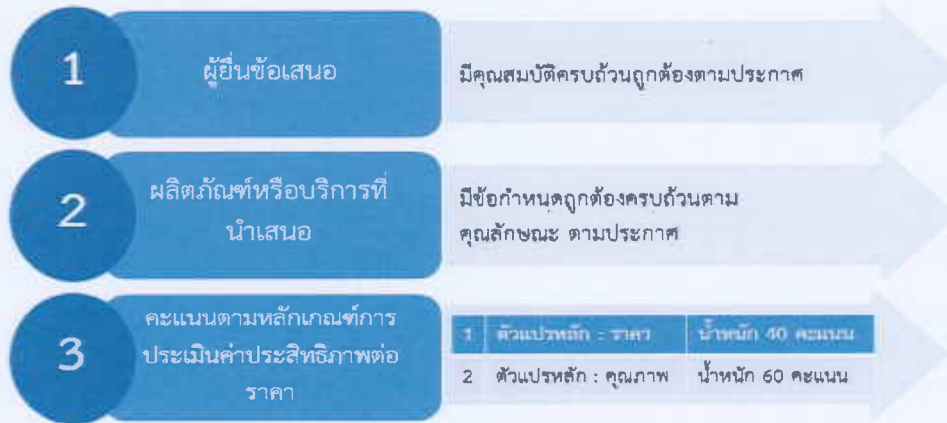 1
ผู้ยื่นข้อเสนอ
มีคุณสมบัติครบถ้วนถูกต้องตามประกาศ
2
ผลิตภัณฑ์หรือบริการที่
นำเสนอ
มีข้อกำหนดถูกต้องครบถ้วนตาม
คุณลักษณะ ตามประกาศ
3
คะแนนตามหลักเกณฑ์การ
ประเมินค่าประสิทธิภาพต่อ
ราคา
1 ตัวแปรหลัก : ราคา น้ำหนัก 40 คะแนน
2 ตัวแปรหลัก : คุณภาพ น้ำหนัก 60 คะแนน